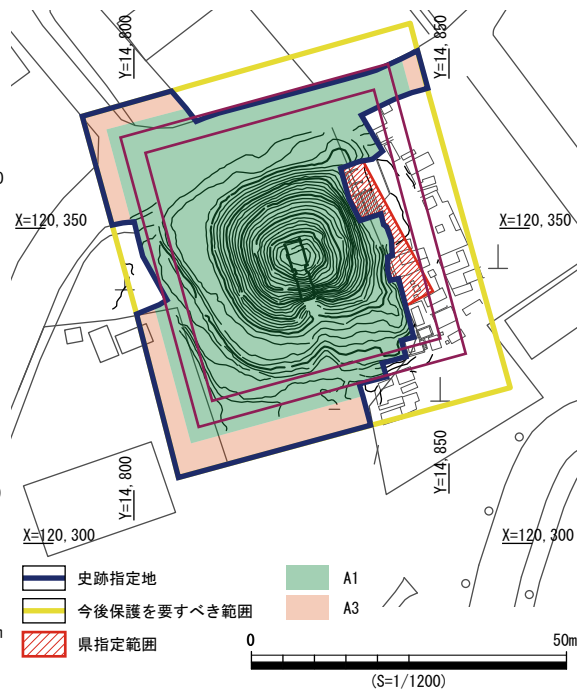 Y=14,800
Y=14,850
X=120,350
X=120,350
Y=14,800
Y=14,850
X=120,300
X=120,300
史跡指定地
A1
今後保護を要すべき範囲
A3
県指定範囲
0
50m
(S=1/1200)